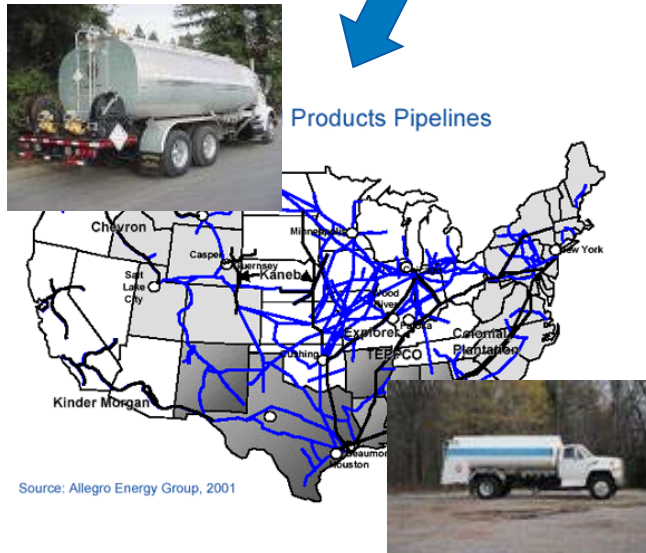 Products Pipelines
Chevron
Minneapolis
Casper
Guernsey
New York
Salt
Lake
City
Kaneb
Wood
River
Explorer
Patoka
Colonial
Plantation
Cushing
TEPPCO
Kinder Morgan
Beaumont
Houston
Source: Allegro Energy Group, 2001